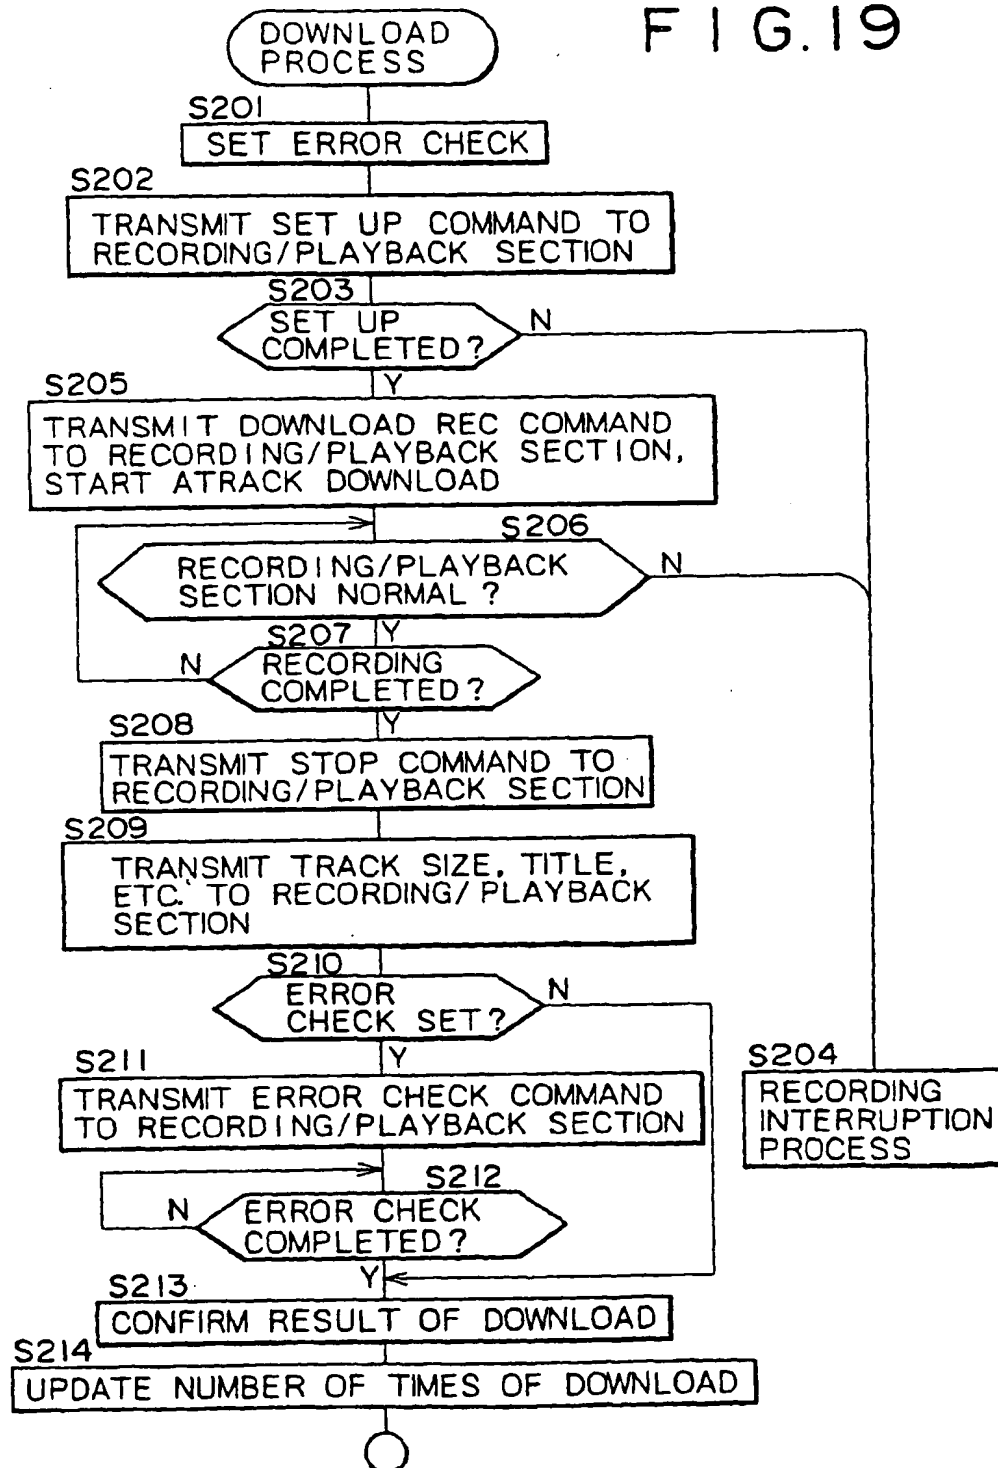 FIG.19
DOWNLOAD
PROCESS
S201
SET ERROR CHECK
S202
TRANSMIT SET UP COMMAND TO
RECORDING/PLAYBACK SECTION
S203
SET UP
COMPLETED?
N
Y
S205
TRANSMIT DOWNLOAD REC COMMAND
TO RECORDING/PLAYBACK SECTION,
START ATRACK DOWNLOAD
S206
RECORDING/PLAYBACK
SECTION NORMAL ?
N
Y
S207
RECORDING
COMPLETED?
N
Y
S208
TRANSMIT STOP COMMAND TO
RECORDING/PLAYBACK SECTION
S209
TRANSMIT TRACK SIZE, TITLE,
ETC. TO RECORDING/PLAYBACK
SECTION
S210
ERROR
CHECK SET?
N
Y
S204
RECORDING
INTERRUPTION
PROCESS
S211
TRANSMIT ERROR CHECK COMMAND
TO RECORDING/PLAYBACK SECTION
S212
ERROR CHECK
COMPLETED?
N
Y
S213
CONFIRM RESULT OF DOWNLOAD
S214
UPDATE NUMBER OF TIMES OF DOWNLOAD